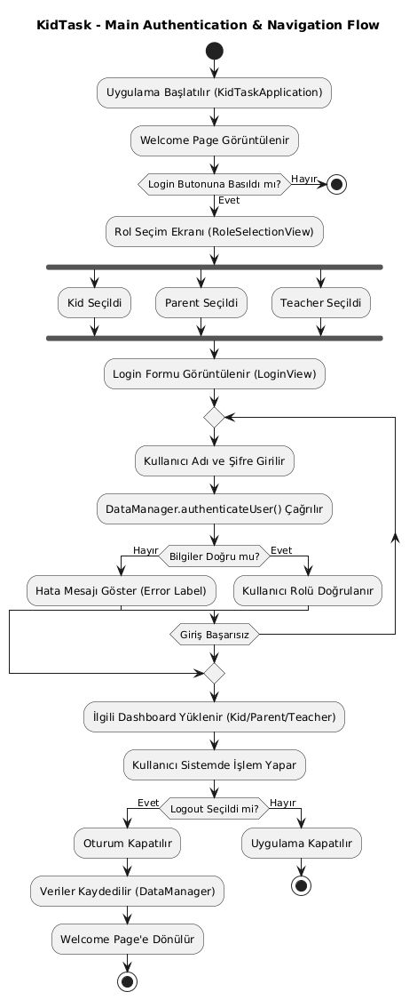 KidTask - Main Authentication & Navigation Flow
Uygulama Başlatılır (KidTaskApplication)
Welcome Page Görüntülenir
Login Butonuna Basıldı mı?
Hayır
Evet
Rol Seçim Ekranı (RoleSelectionView)
Kid Seçildi
Parent Seçildi
Teacher Seçildi
Login Formu Görüntülenir (LoginView)
Kullanıcı Adı ve Şifre Girilir
DataManager.authenticateUser() Çağrılır
Hayır
Bilgiler Doğru mu?
Evet
Hata Mesajı Göster (Error Label)
Kullanıcı Rolü Doğrulanır
Giriş Başarısız
İlgili Dashboard Yüklenir (Kid/Parent/Teacher)
Kullanıcı Sistemde İşlem Yapar
Evet
Logout Seçildi mi?
Hayır
Oturum Kapatılır
Uygulama Kapatılır
Veriler Kaydedilir (DataManager)
Welcome Page'e Dönülür